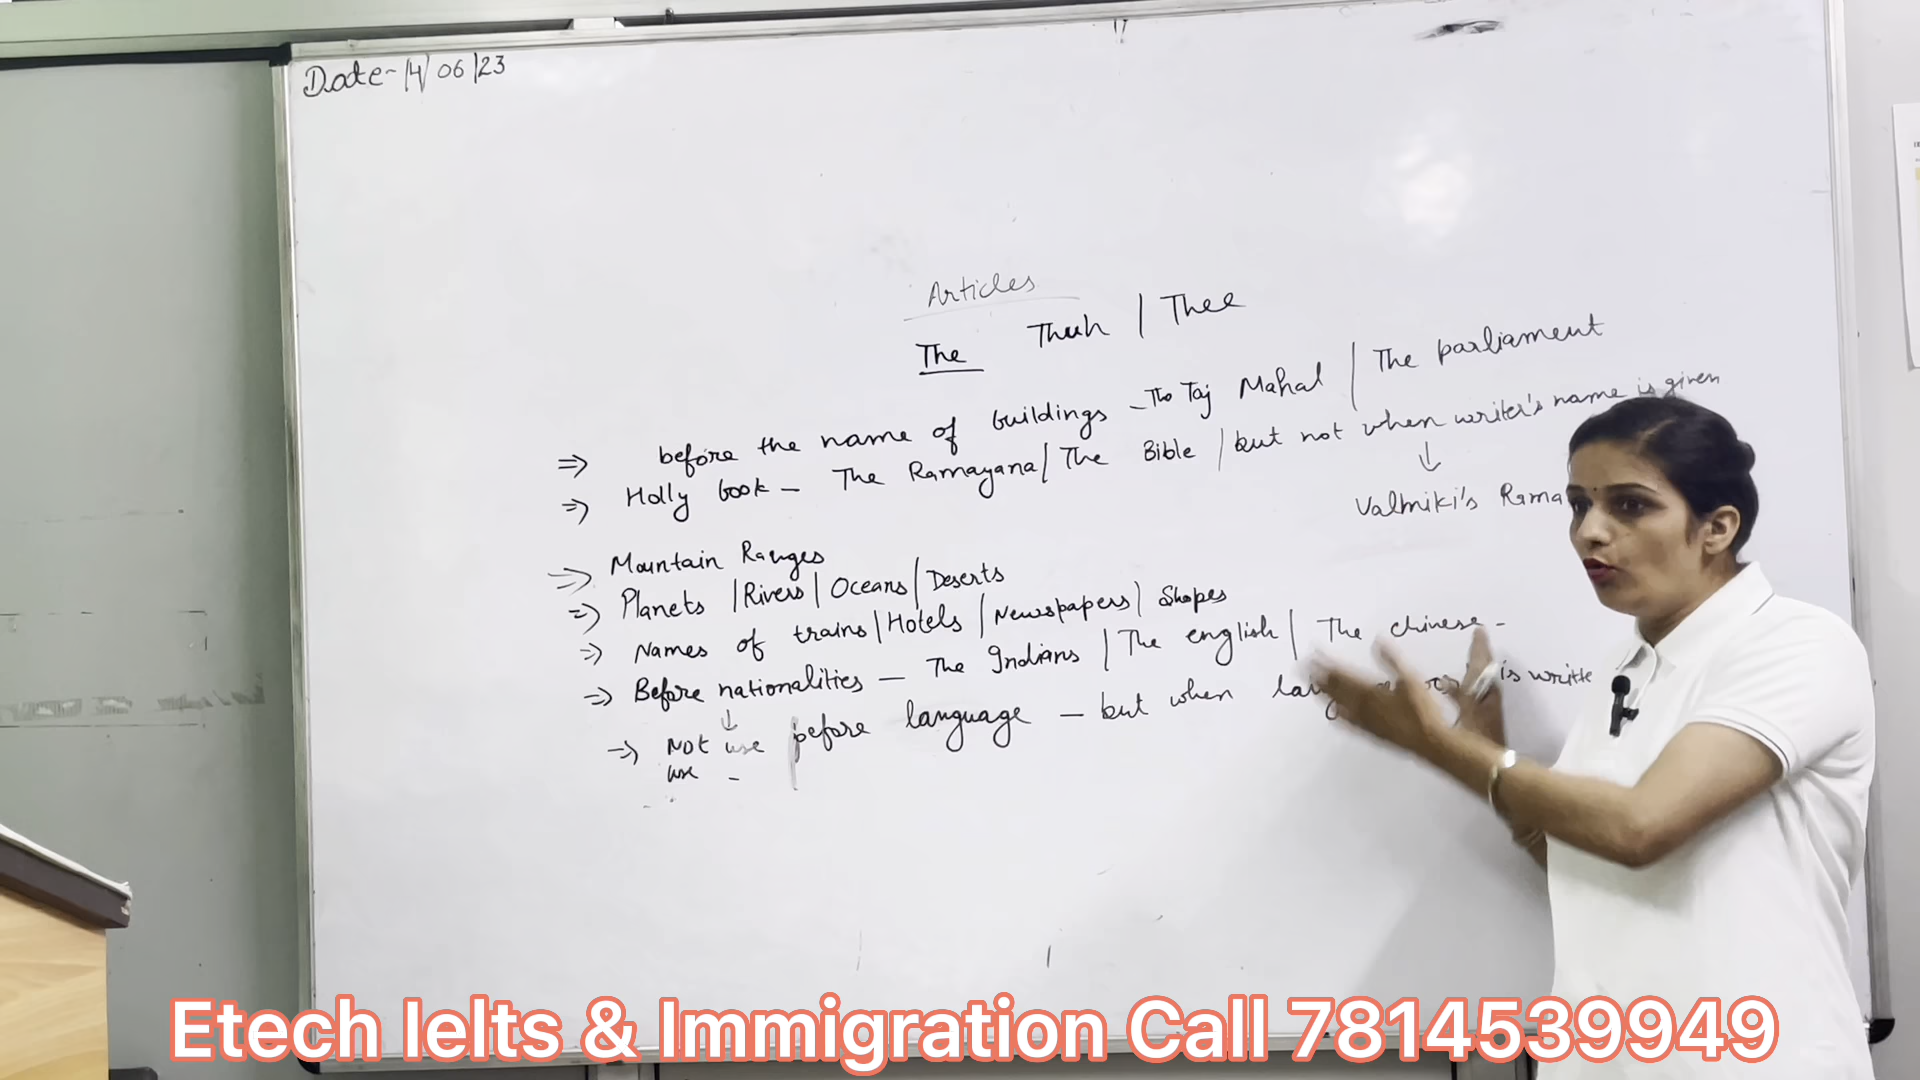 Date- 14/06/23
Articles
The Thuh | Thee
=> before the name of buildings - The Taj Mahal | The parliament
=> Holly book - The Ramayana | The Bible | but not when writer's name is given
↓
Valmiki's Rama
=> Mountain Ranges
=> Planets | Rivers | Oceans | Deserts
=> Names of trains | Hotels | Newspapers | Shopes
=> Before nationalities - The Indians | The english | The chinese -
↓
=> Not use before language - but when is writte
use -
Etech Ielts & Immigration Call 7814539949